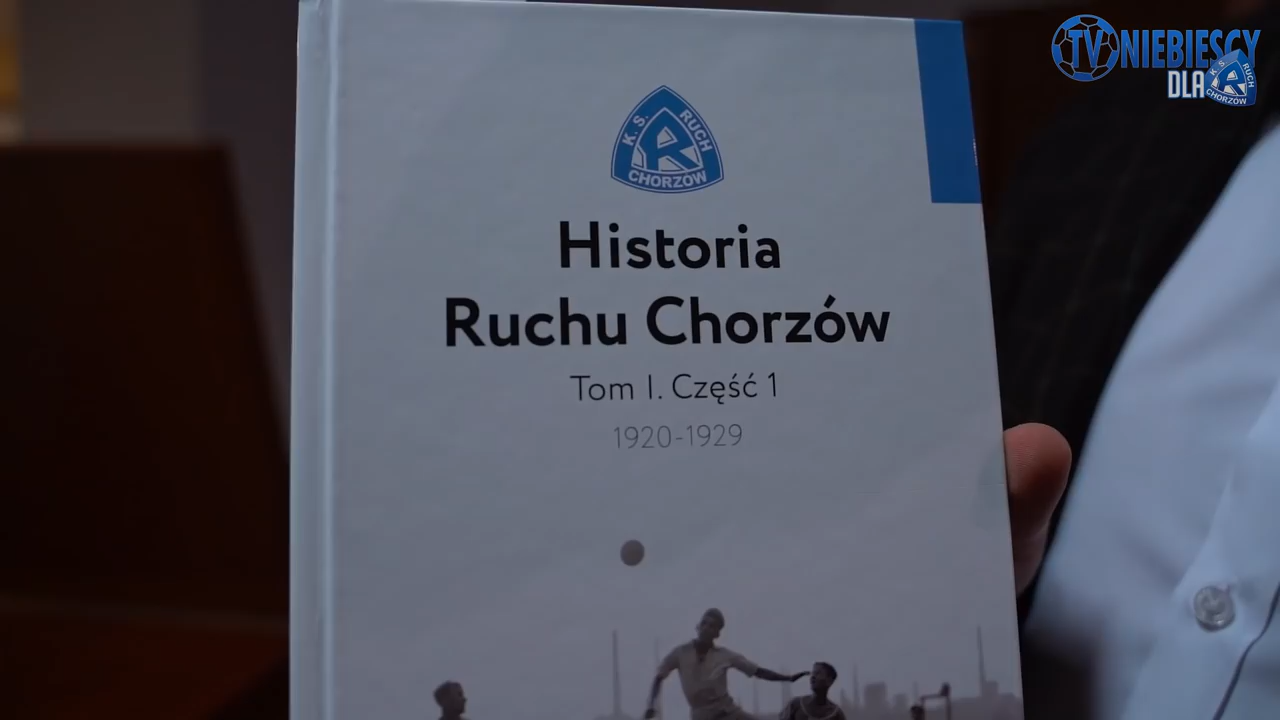 TV NIEBIESCY
DLA K. S. RUCH
CHORZÓW
K. S. RUCH
CHORZÓW
Historia
Ruchu Chorzów
Tom I. Część 1
1920-1929